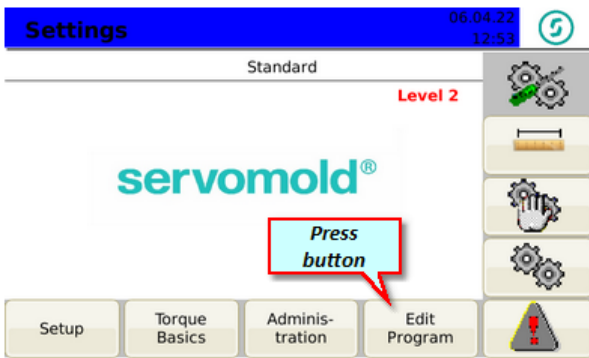 Settings
06.04.22
12:53
Standard
Level 2
servomold®
Press
button
Setup
Torque
Basics
Adminis-
tration
Edit
Program